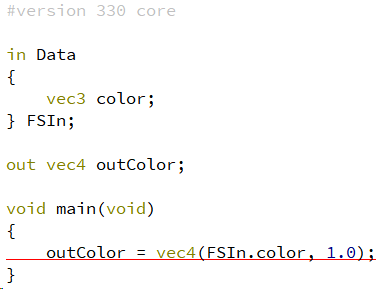 #version 330 core
in Data
{
    vec3 color;
} FSIn;
out vec4 outColor;
void main(void)
{
    outColor = vec4(FSIn.color, 1.0);
}